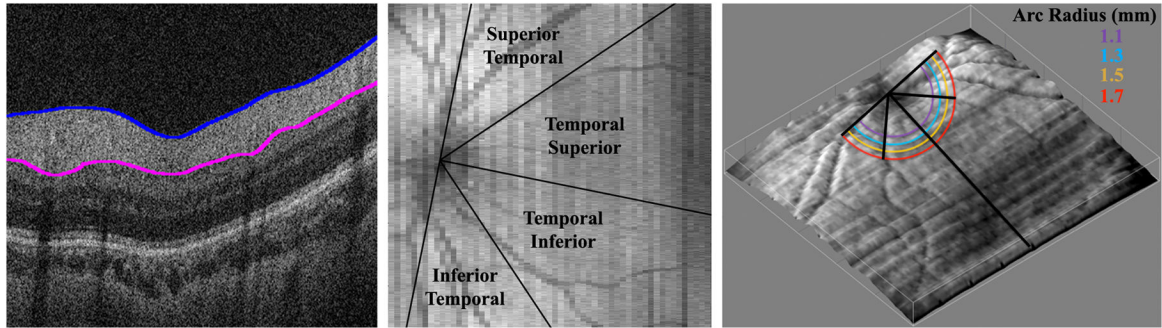 Superior
Temporal
Temporal
Superior
Temporal
Inferior
Inferior
Temporal
Arc Radius (mm)
1.1
1.3
1.5
1.7